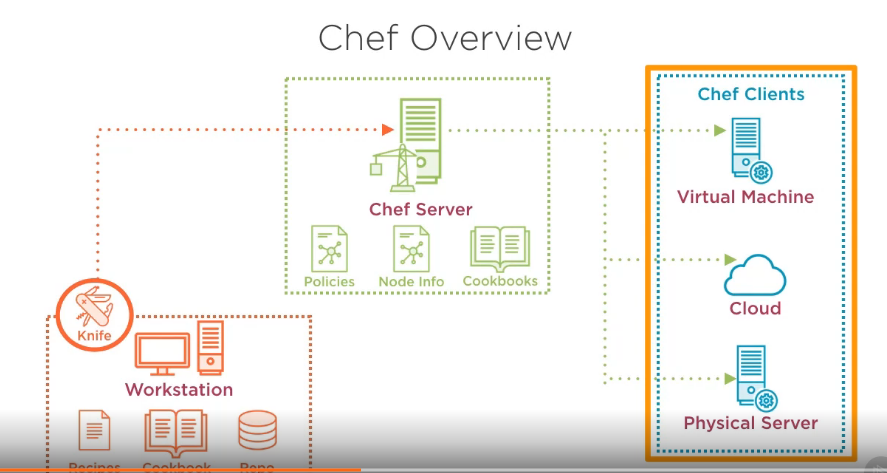 Chef Overview
Chef Clients
Virtual Machine
Chef Server
Policies
Node Info
Cookbooks
Cloud
Knife
Workstation
Physical Server
Recipes
Cookbook
Repo